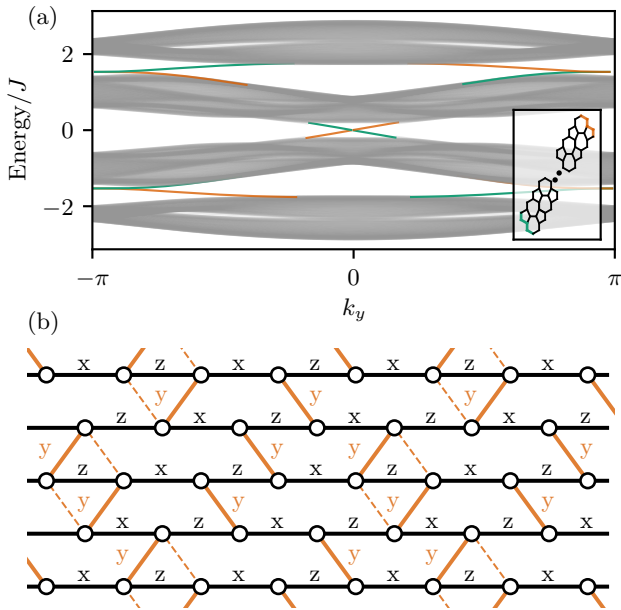 (a)
Energy/J
2
0
−2
−π 0 π
k_y
(b)
x z x z x z x
y y y
z x z x z x z
y y y y
z x z x z x z
y y y y
x z x z x z x
y y y
x z x z x z x